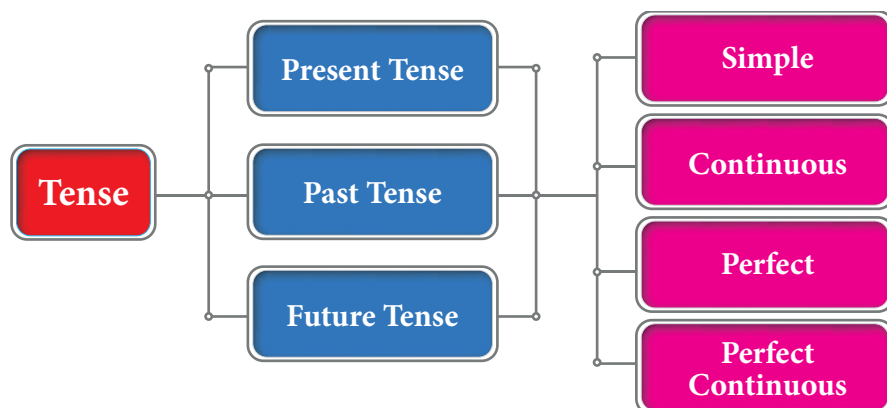 Tense
Present Tense
Past Tense
Future Tense
Simple
Continuous
Perfect
Perfect
Continuous